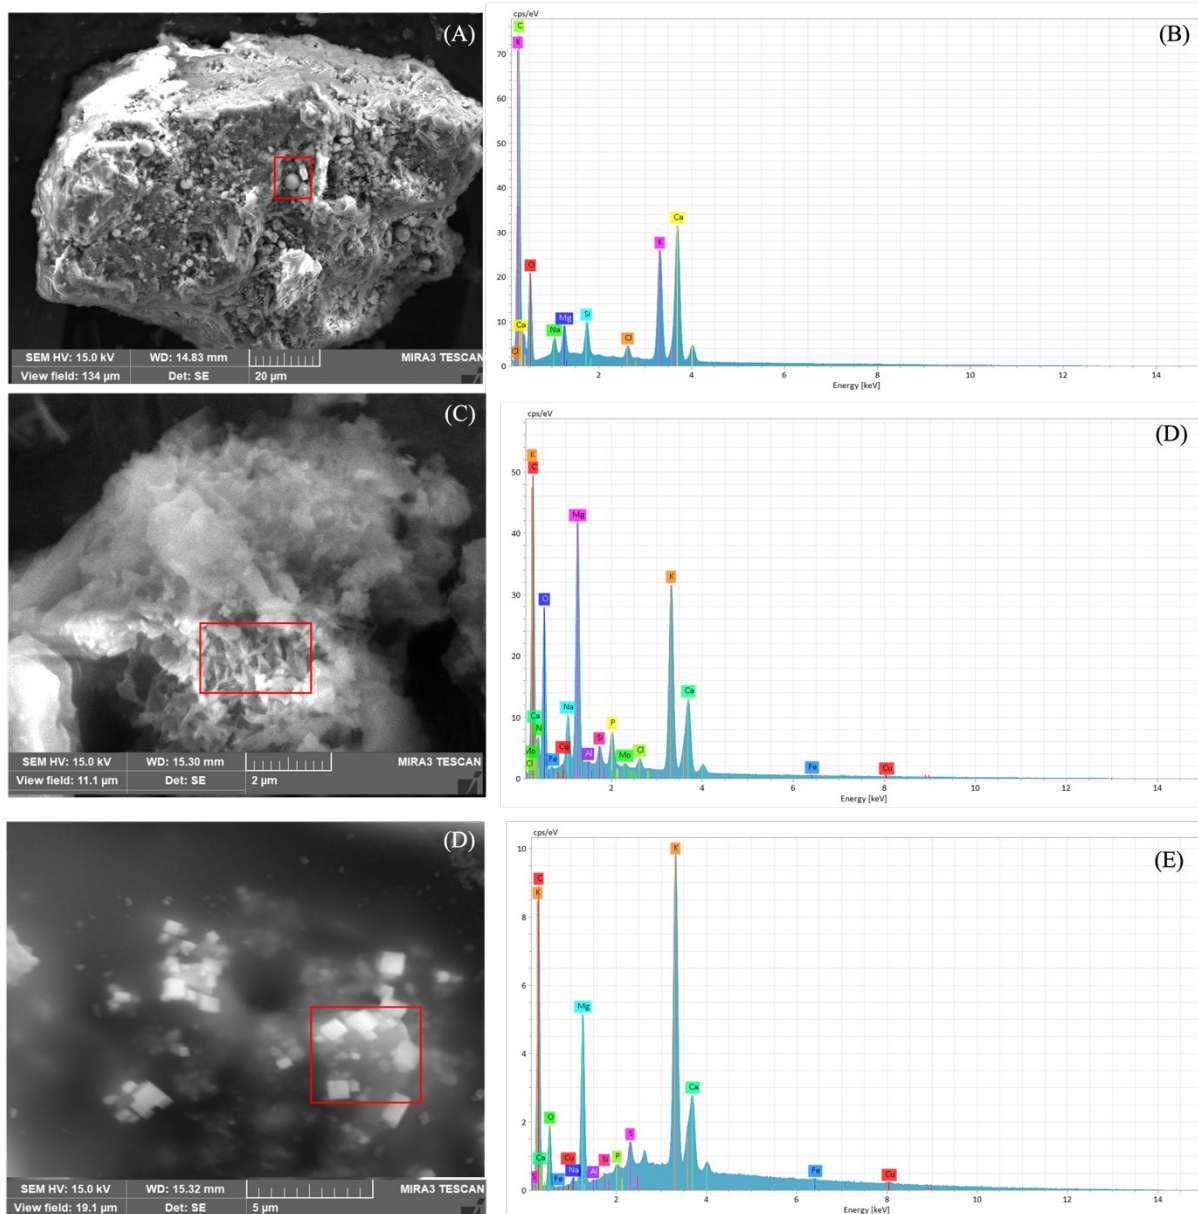 (A)
SEM HV: 15.0 kV WD: 14.83 mm MIRA3 TESCAN
View field: 134 µm Det: SE 20 µm
cps/eV
(B)
C
K
70
60
50
40
30
20
10
0
O
Ca
Cl
Na
Mg
Si
Cl
K
Ca
2 4 6 8 10 12 14
Energy [keV]
(C)
SEM HV: 15.0 kV WD: 15.30 mm MIRA3 TESCAN
View field: 11.1 µm Det: SE 2 µm
cps/eV
(D)
K
C
50
40
30
20
10
0
O
Ca
N
Mo
Cl
Fe
Cu
Na
Mg
Al
Si
P
Mo
Cl
K
Ca
Fe
Cu
2 4 6 8 10 12 14
Energy [keV]
(D)
SEM HV: 15.0 kV WD: 15.32 mm MIRA3 TESCAN
View field: 19.1 µm Det: SE 5 µm
cps/eV
(E)
C
K
10
8
6
4
2
0
O
Ca
Fe
Cu
Na
Mg
Al
Si
P
S
K
Ca
Fe
Cu
2 4 6 8 10 12 14
Energy [keV]